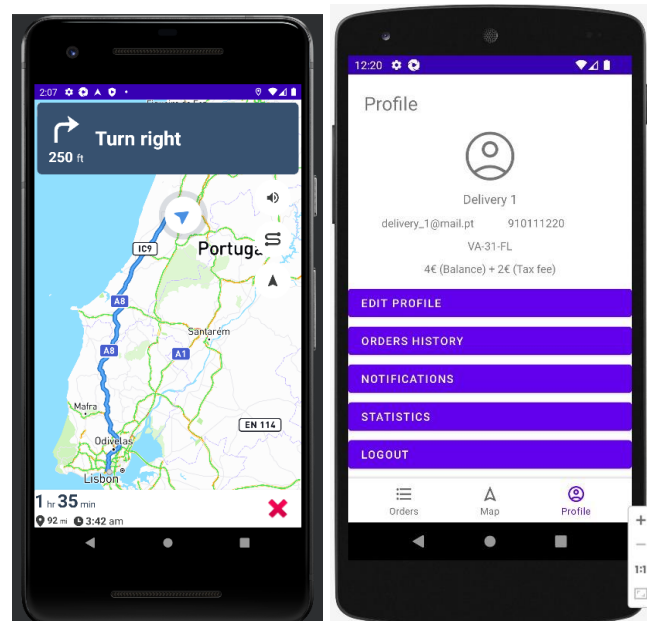 2:07
Turn right
250 ft
IC9
Portug
A8
Santarém
A8
A1
Mafra
EN 114
Odivelas
Lisbon
1 hr 35 min
92 mi 3:42 am
12:20
Profile
Delivery 1
delivery_1@mail.pt 910111220
VA-31-FL
4€ (Balance) + 2€ (Tax fee)
EDIT PROFILE
ORDERS HISTORY
NOTIFICATIONS
STATISTICS
LOGOUT
Orders Map Profile
1:1